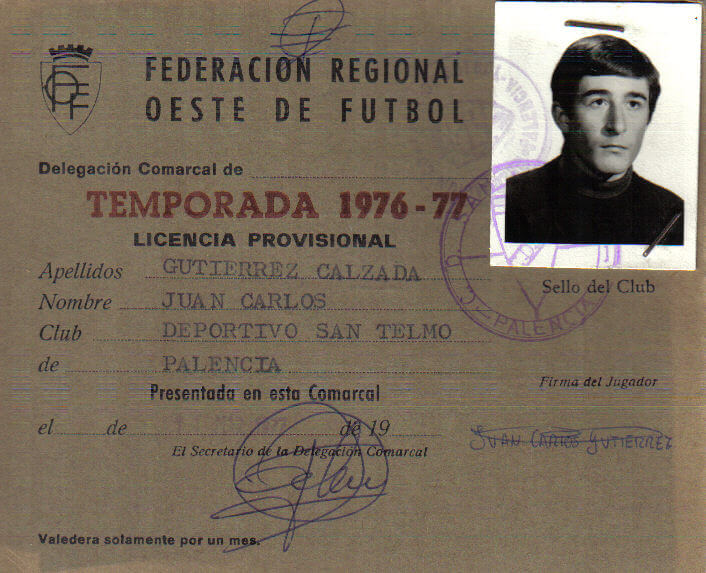 FEDERACIÓN REGIONAL
OESTE DE FUTBOL
Delegación Comarcal de
TEMPORADA 1976-77
LICENCIA PROVISIONAL
Apellidos GUTIERREZ CALZADA
Nombre JUAN CARLOS
Club DEPORTIVO SAN TELMO
de PALENCIA
Sello del Club
PALENCIA
Presentada en esta Comarcal
Firma del Jugador
el de de 19
JUAN CARLOS GUTIERREZ
El Secretario de la Delegación Comarcal
Valedera solamente por un mes.